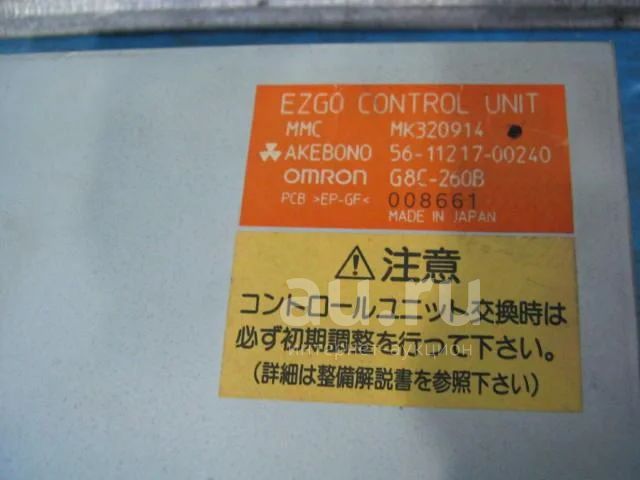 EZGO CONTROL UNIT
MMC MK320914
AKEBONO 56-11217-00240
OMRON G8C-260B
PCB >EP-GF< 008661
MADE IN JAPAN
注意
コントロールユニット交換時は
必ず初期調整を行って下さい。
(詳細は整備解説書を参照下さい)
au.ru
интернет аукцион